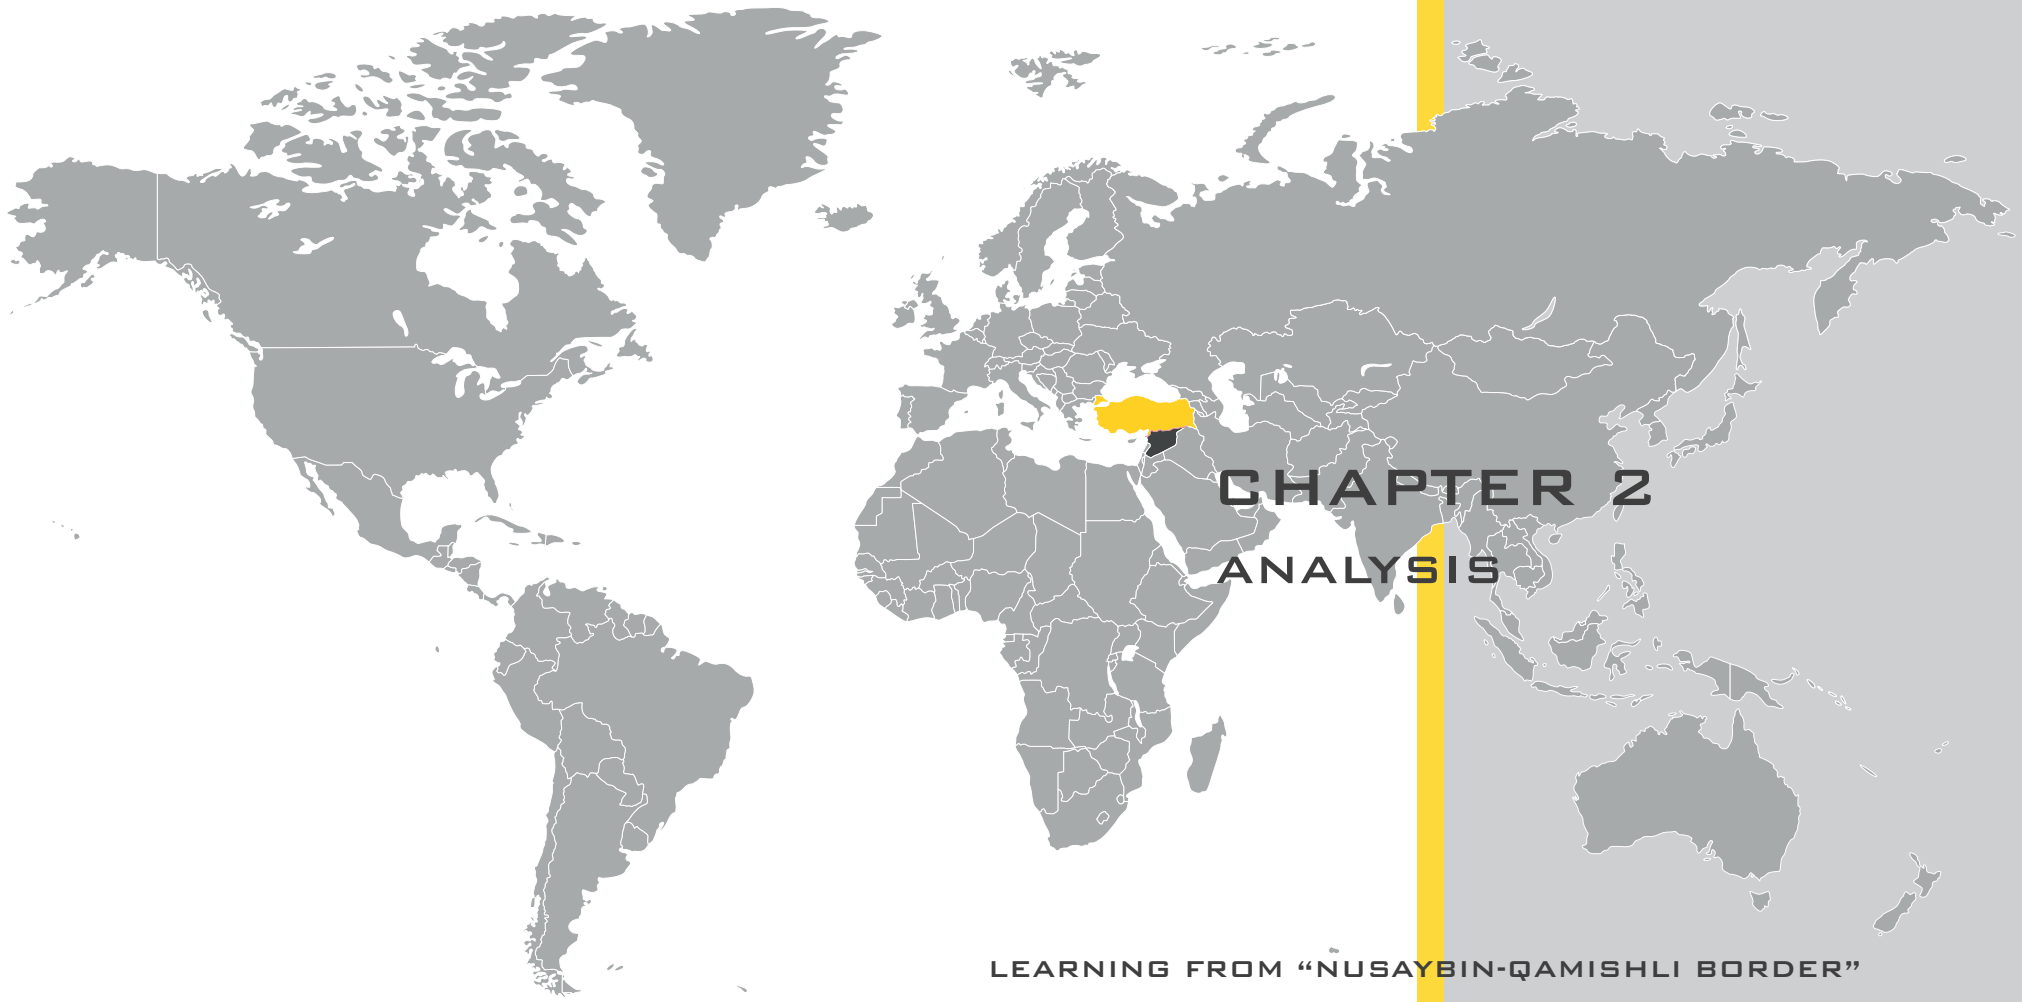 CHAPTER 2
ANALYSIS
LEARNING FROM “NUSAYBIN-QAMISHLI BORDER”